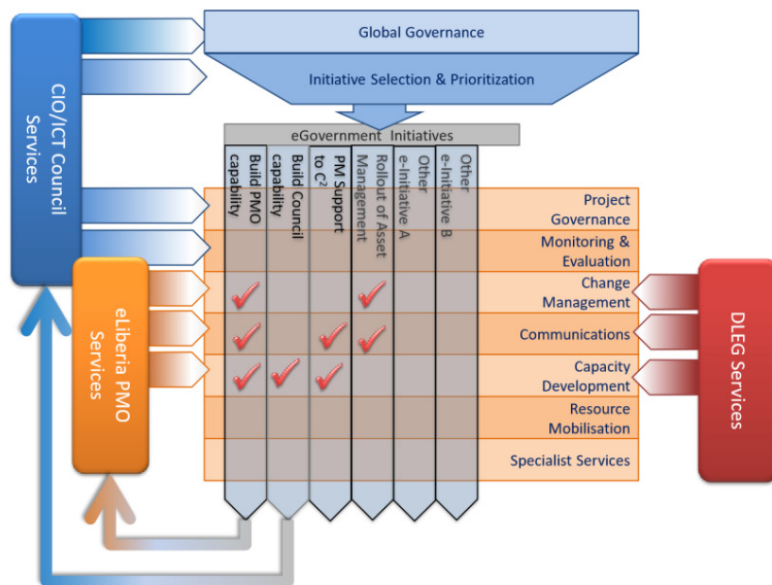 Global Governance
Initiative Selection & Prioritization
eGovernment Initiatives
CIO/ICT Council
Services
eLiberia PMO
Services
DLEG Services
Build PMO
capability
Build Council
capability
PM Support
to C²
Rollout of Asset
Management
Other
e-Initiative A
Other
e-Initiative B
Project
Governance
Monitoring &
Evaluation
Change
Management
Communications
Capacity
Development
Resource
Mobilisation
Specialist Services